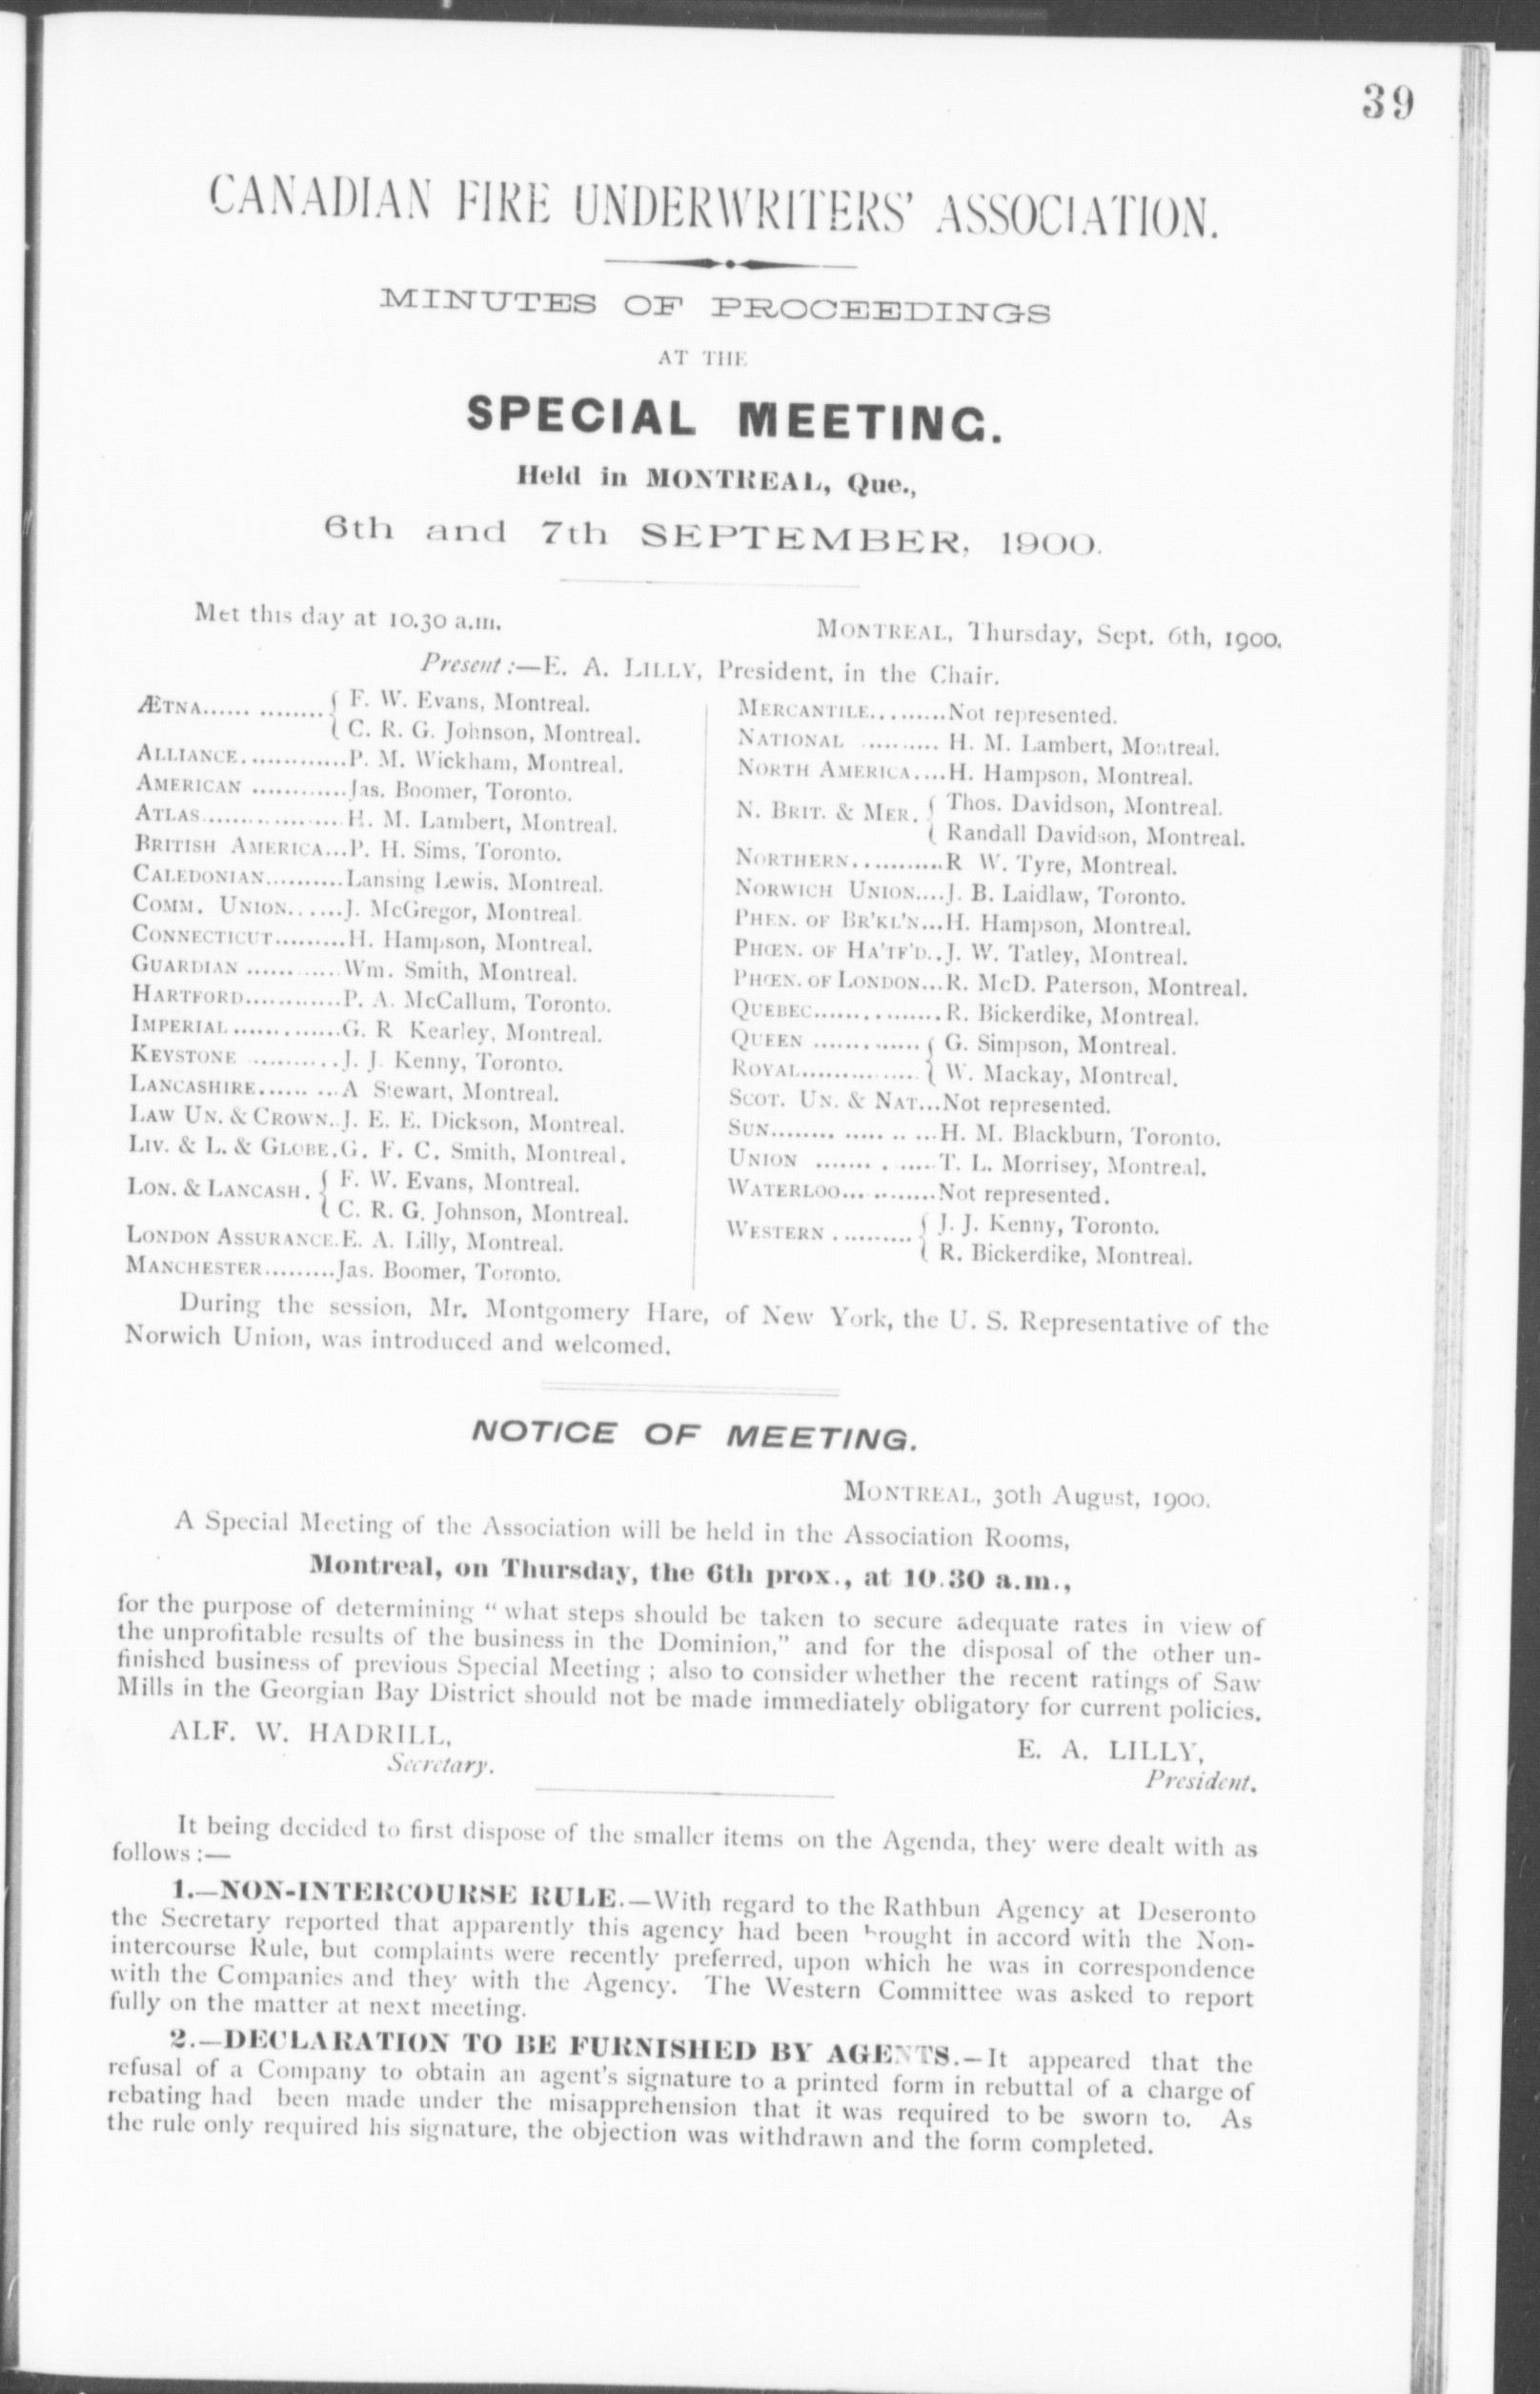 39
CANADIAN FIRE UNDERWRITERS' ASSOCIATION.
MINUTES OF PROCEEDINGS
AT THE
SPECIAL MEETING.
Held in MONTREAL, Que.,
6th and 7th SEPTEMBER, 1900.
Met this day at 10.30 a.m.
MONTREAL, Thursday, Sept. 6th, 1900.
Present:—E. A. LILLY, President, in the Chair.
ÆTNA.............. { F. W. Evans, Montreal.
{ C. R. G. Johnson, Montreal.
ALLIANCE.............P. M. Wickham, Montreal.
AMERICAN ............Jas. Boomer, Toronto.
ATLAS..................H. M. Lambert, Montreal.
BRITISH AMERICA...P. H. Sims, Toronto.
CALEDONIAN..........Lansing Lewis, Montreal.
COMM. UNION.......J. McGregor, Montreal.
CONNECTICUT.........H. Hampson, Montreal.
GUARDIAN ............Wm. Smith, Montreal.
HARTFORD............P. A. McCallum, Toronto.
IMPERIAL..............G. R Kearley, Montreal.
KEYSTONE ..........J. J. Kenny, Toronto.
LANCASHIRE.........A Stewart, Montreal.
LAW UN. & CROWN..J. E. E. Dickson, Montreal.
LIV. & L. & GLOBE.G. F. C. Smith, Montreal.
LON. & LANCASH. { F. W. Evans, Montreal.
{ C. R. G. Johnson, Montreal.
LONDON ASSURANCE.E. A. Lilly, Montreal.
MANCHESTER.........Jas. Boomer, Toronto.
MERCANTILE.........Not represented.
NATIONAL .......... H. M. Lambert, Montreal.
NORTH AMERICA....H. Hampson, Montreal.
N. BRIT. & MER. { Thos. Davidson, Montreal.
{ Randall Davidson, Montreal.
NORTHERN...........R W. Tyre, Montreal.
NORWICH UNION....J. B. Laidlaw, Toronto.
PHEN. OF BR'KL'N...H. Hampson, Montreal.
PHŒN. OF HA'TF'D..J. W. Tatley, Montreal.
PHŒN. OF LONDON...R. McD. Paterson, Montreal.
QUEBEC................R. Bickerdike, Montreal.
QUEEN ............. { G. Simpson, Montreal.
ROYAL............... } W. Mackay, Montreal.
SCOT. UN. & NAT...Not represented.
SUN........ ..... .. ...H. M. Blackburn, Toronto.
UNION ....... . .....T. L. Morrisey, Montreal.
WATERLOO............Not represented.
WESTERN .......... { J. J. Kenny, Toronto.
{ R. Bickerdike, Montreal.
During the session, Mr. Montgomery Hare, of New York, the U. S. Representative of the
Norwich Union, was introduced and welcomed.
NOTICE OF MEETING.
MONTREAL, 30th August, 1900.
A Special Meeting of the Association will be held in the Association Rooms,
Montreal, on Thursday, the 6th prox., at 10.30 a.m.,
for the purpose of determining "what steps should be taken to secure adequate rates in view of
the unprofitable results of the business in the Dominion," and for the disposal of the other un-
finished business of previous Special Meeting; also to consider whether the recent ratings of Saw
Mills in the Georgian Bay District should not be made immediately obligatory for current policies.
ALF. W. HADRILL,
Secretary.
E. A. LILLY,
President.
It being decided to first dispose of the smaller items on the Agenda, they were dealt with as
follows:—
1.—NON-INTERCOURSE RULE.—With regard to the Rathbun Agency at Deseronto
the Secretary reported that apparently this agency had been brought in accord with the Non-
intercourse Rule, but complaints were recently preferred, upon which he was in correspondence
with the Companies and they with the Agency. The Western Committee was asked to report
fully on the matter at next meeting.
2.—DECLARATION TO BE FURNISHED BY AGENTS.—It appeared that the
refusal of a Company to obtain an agent's signature to a printed form in rebuttal of a charge of
rebating had been made under the misapprehension that it was required to be sworn to. As
the rule only required his signature, the objection was withdrawn and the form completed.